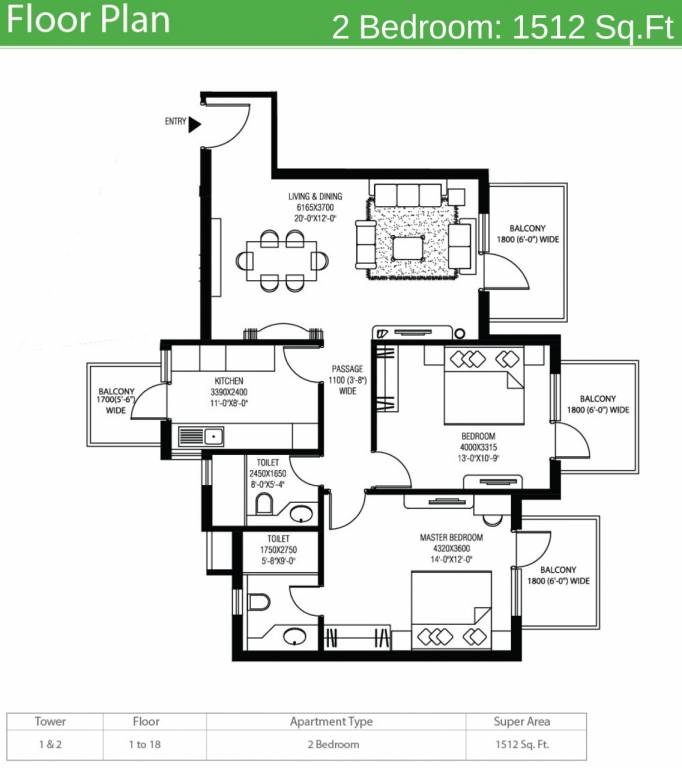 Floor Plan
2 Bedroom: 1512 Sq.Ft
ENTRY
LIVING & DINING
6165X3700
20'-0"X12'-0"
BALCONY
1800 (6'-0") WIDE
BALCONY
1700(5'-6")
WIDE
KITCHEN
3390X2400
11'-0"X8'-0"
PASSAGE
1100 (3'-8")
WIDE
BEDROOM
4000X3315
13'-0"X10'-9"
BALCONY
1800 (6'-0") WIDE
TOILET
2450X1650
8'-0"X5'-4"
TOILET
1750X2750
5'-8"X9'-0"
MASTER BEDROOM
4320X3600
14'-0"X12'-0"
BALCONY
1800 (6'-0") WIDE
Tower Floor Apartment Type Super Area
1 & 2 1 to 18 2 Bedroom 1512 Sq. Ft.